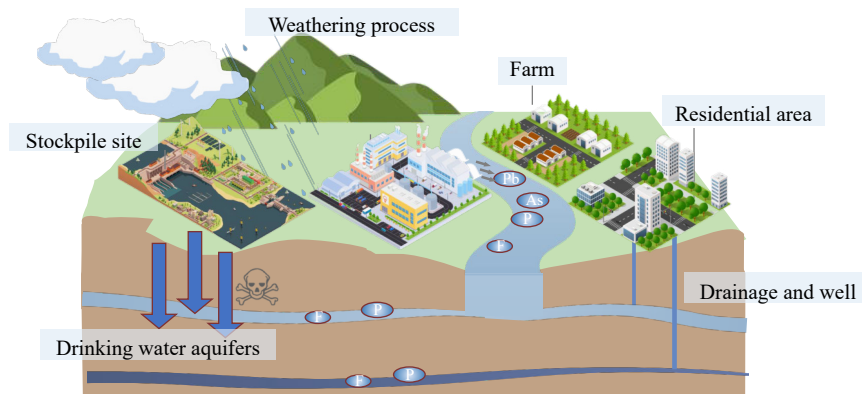 Weathering process
Farm
Residential area
Stockpile site
Pb
As
P
F
Drainage and well
F
P
Drinking water aquifers
F
P